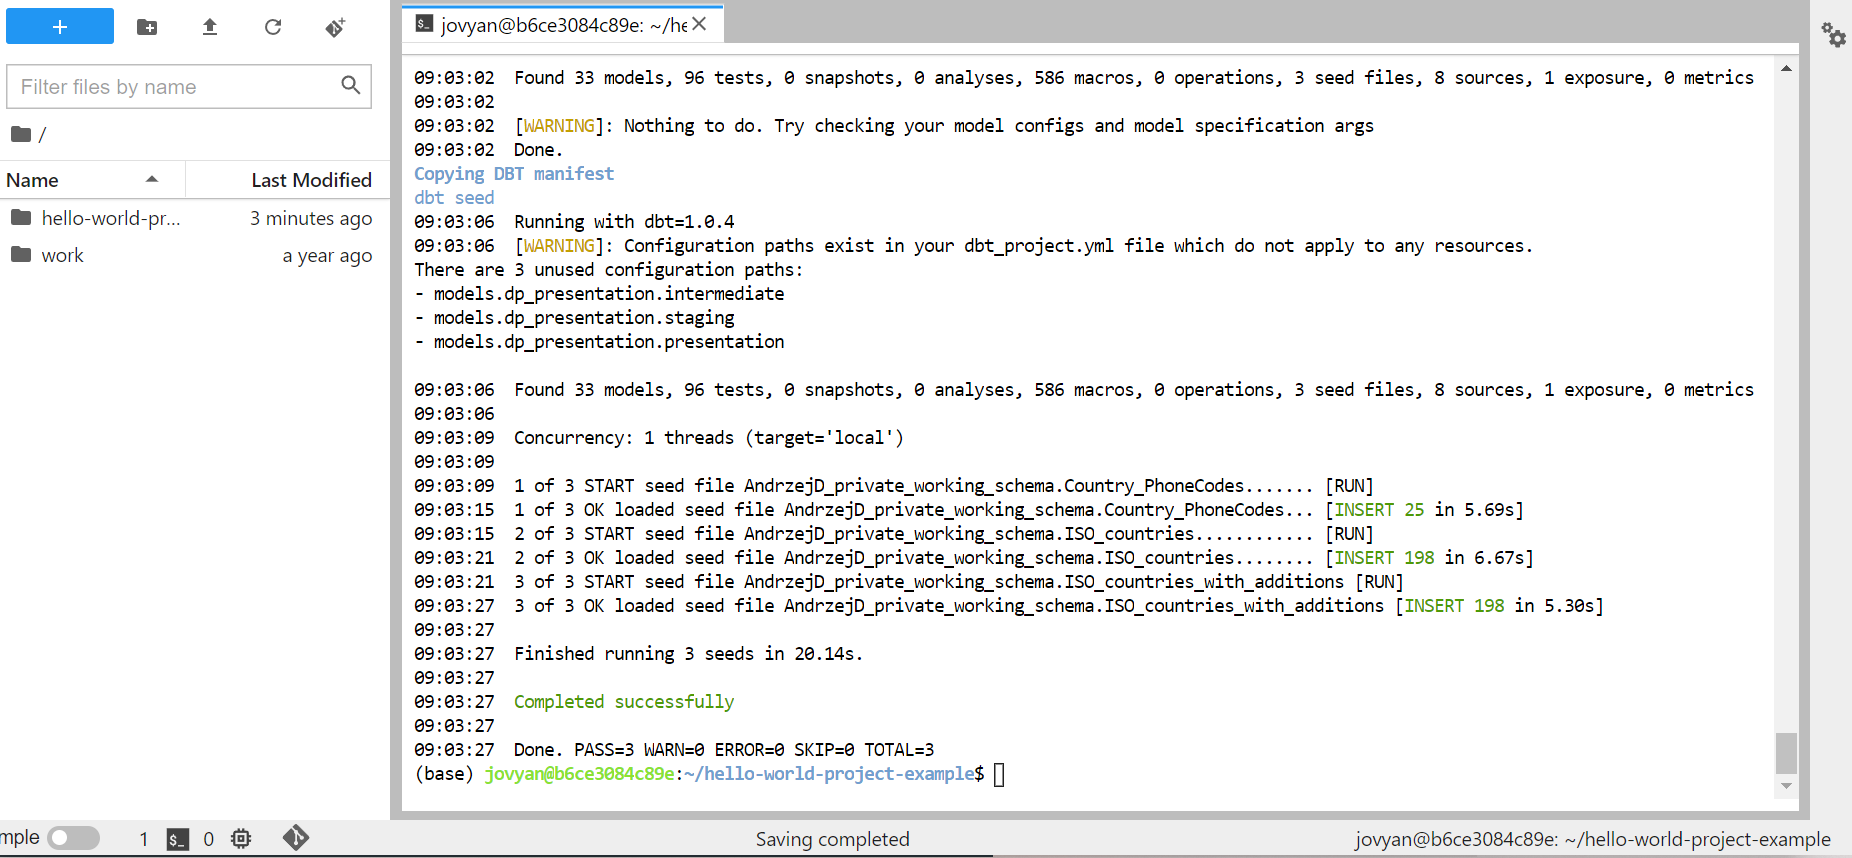 +
jovyan@b6ce3084c89e: ~/he
Filter files by name
/
Name Last Modified
hello-world-pr... 3 minutes ago
work a year ago
09:03:02  Found 33 models, 96 tests, 0 snapshots, 0 analyses, 586 macros, 0 operations, 3 seed files, 8 sources, 1 exposure, 0 metrics
09:03:02
09:03:02  [WARNING]: Nothing to do. Try checking your model configs and model specification args
09:03:02  Done.
Copying DBT manifest
dbt seed
09:03:06  Running with dbt=1.0.4
09:03:06  [WARNING]: Configuration paths exist in your dbt_project.yml file which do not apply to any resources.
There are 3 unused configuration paths:
- models.dp_presentation.intermediate
- models.dp_presentation.staging
- models.dp_presentation.presentation
09:03:06  Found 33 models, 96 tests, 0 snapshots, 0 analyses, 586 macros, 0 operations, 3 seed files, 8 sources, 1 exposure, 0 metrics
09:03:06
09:03:09  Concurrency: 1 threads (target='local')
09:03:09
09:03:09  1 of 3 START seed file AndrzejD_private_working_schema.Country_PhoneCodes....... [RUN]
09:03:15  1 of 3 OK loaded seed file AndrzejD_private_working_schema.Country_PhoneCodes... [INSERT 25 in 5.69s]
09:03:15  2 of 3 START seed file AndrzejD_private_working_schema.ISO_countries............ [RUN]
09:03:21  2 of 3 OK loaded seed file AndrzejD_private_working_schema.ISO_countries........ [INSERT 198 in 6.67s]
09:03:21  3 of 3 START seed file AndrzejD_private_working_schema.ISO_countries_with_additions [RUN]
09:03:27  3 of 3 OK loaded seed file AndrzejD_private_working_schema.ISO_countries_with_additions [INSERT 198 in 5.30s]
09:03:27
09:03:27  Finished running 3 seeds in 20.14s.
09:03:27
09:03:27  Completed successfully
09:03:27
09:03:27  Done. PASS=3 WARN=0 ERROR=0 SKIP=0 TOTAL=3
(base) jovyan@b6ce3084c89e:~/hello-world-project-example$
mple 1 $_ 0 Saving completed jovyan@b6ce3084c89e: ~/hello-world-project-example